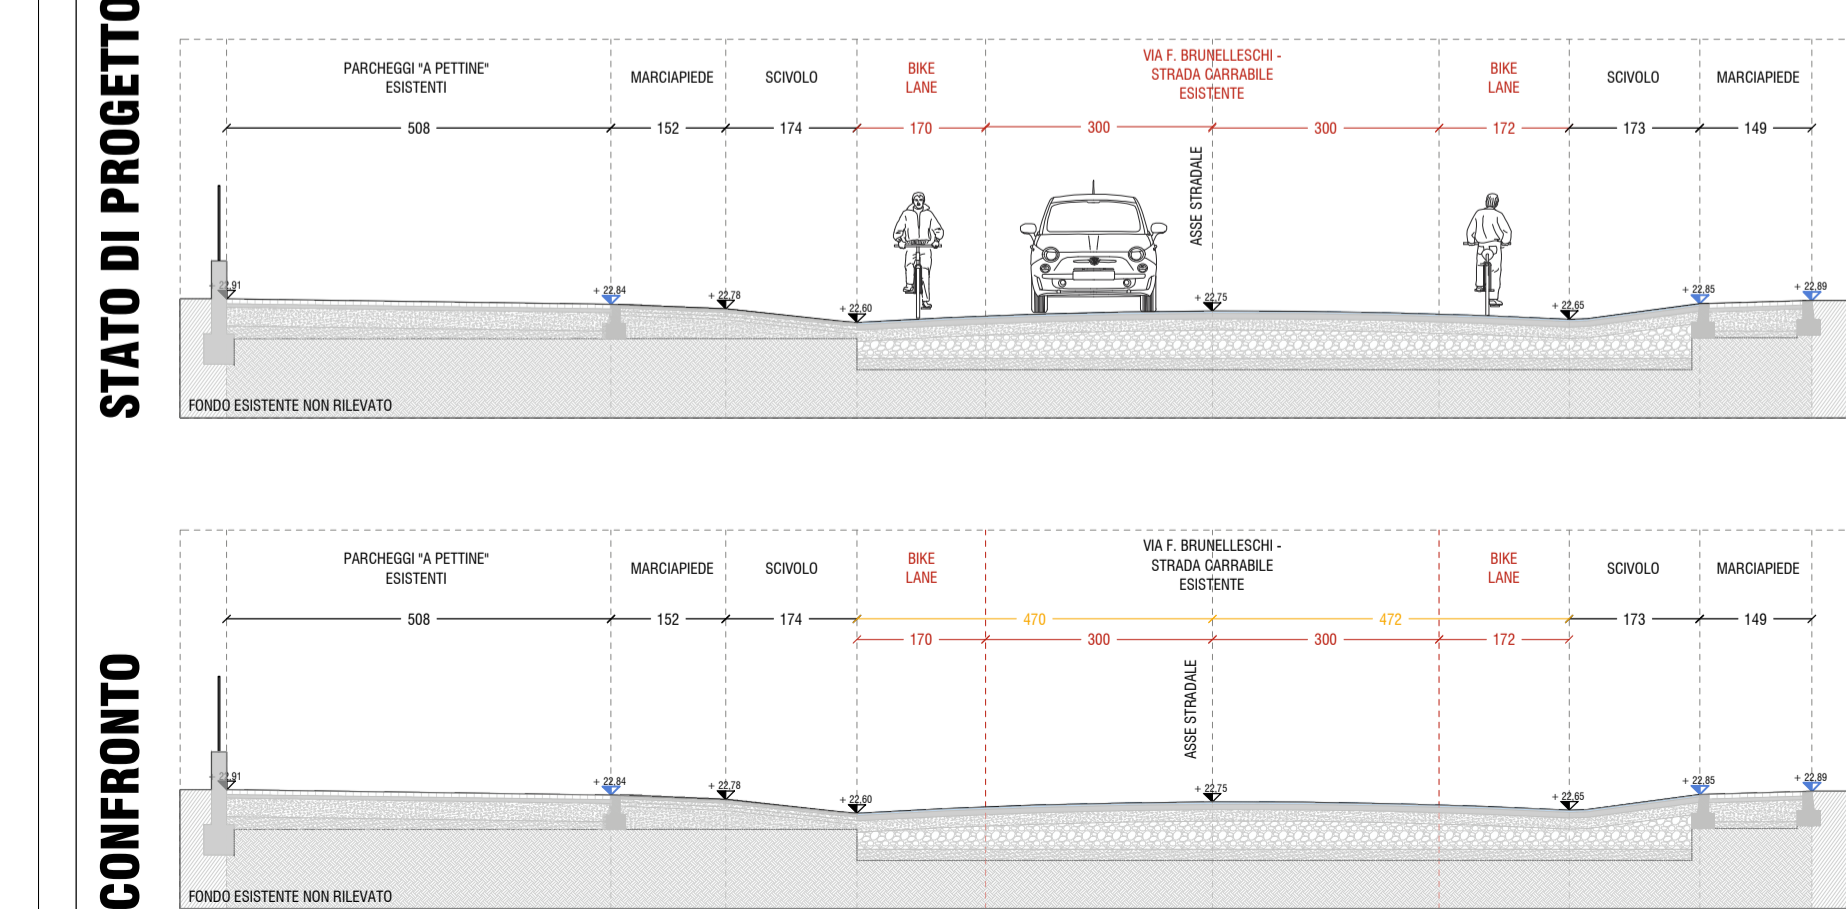 STATO DI PROGETTO
PARCHEGGI "A PETTINE"
ESISTENTI
MARCIAPIEDE
SCIVOLO
BIKE
LANE
VIA F. BRUNELLESCHI -
STRADA CARRABILE
ESISTENTE
BIKE
LANE
SCIVOLO
MARCIAPIEDE
508
152
174
170
300
300
172
173
149
ASSE STRADALE
+ 22,91
+ 22,84
+ 22,78
+ 22,60
+ 22,75
+ 22,65
+ 22,85
+ 22,89
FONDO ESISTENTE NON RILEVATO
CONFRONTO
PARCHEGGI "A PETTINE"
ESISTENTI
MARCIAPIEDE
SCIVOLO
BIKE
LANE
VIA F. BRUNELLESCHI -
STRADA CARRABILE
ESISTENTE
BIKE
LANE
SCIVOLO
MARCIAPIEDE
508
152
174
470
472
173
149
170
300
300
172
ASSE STRADALE
+ 22,91
+ 22,84
+ 22,78
+ 22,60
+ 22,75
+ 22,65
+ 22,85
+ 22,89
FONDO ESISTENTE NON RILEVATO